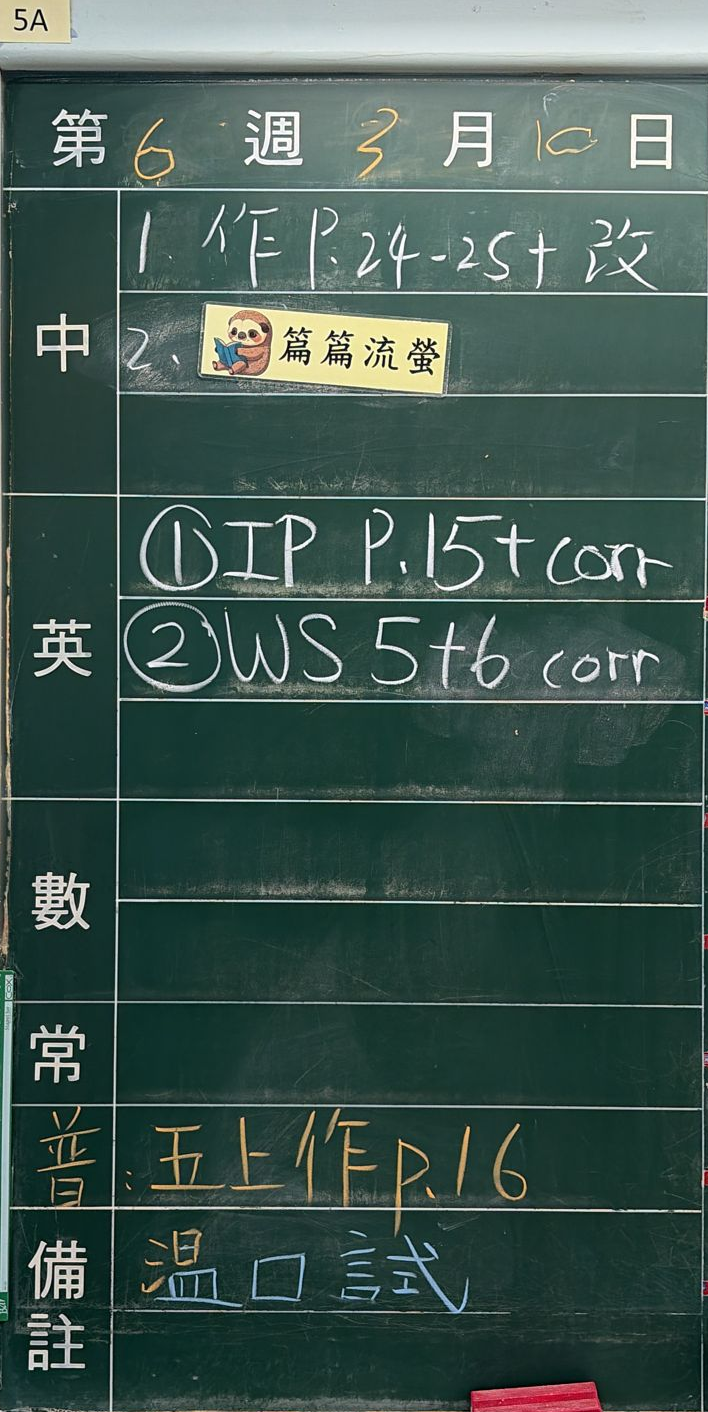 5A
第 6 週 3 月 10 日
中
1. 作 P.24-25+ 改
2. 篇篇流螢
英
① IP P.15+ corr
② WS 5+6 corr
數
常
普：五上作 p.16
備註
温口試